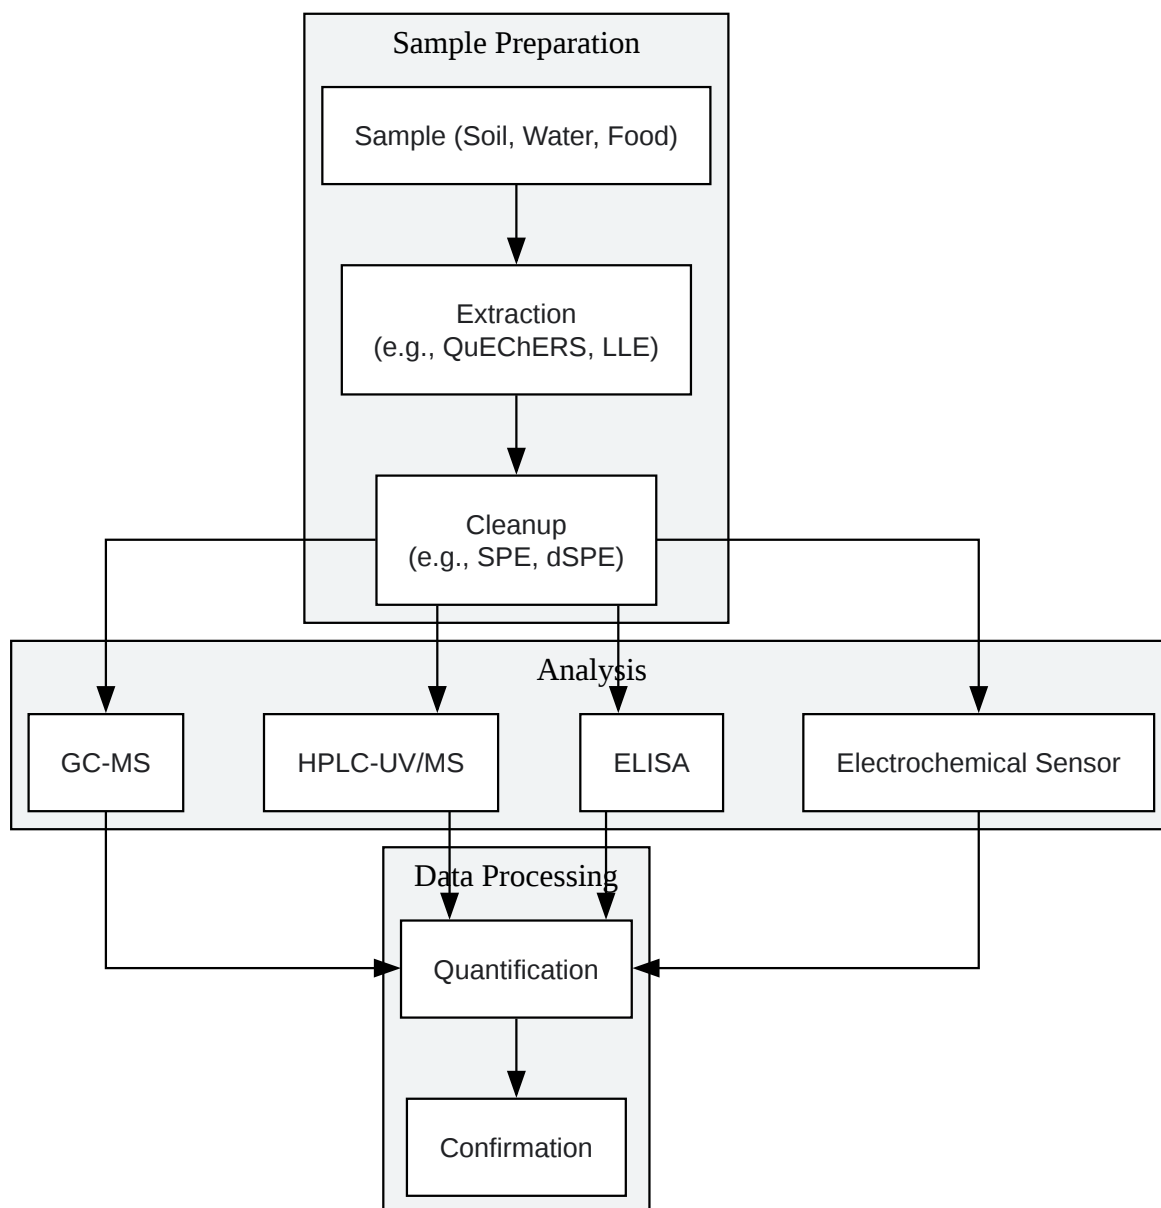 Sample Preparation
Sample (Soil, Water, Food)
Extraction
(e.g., QuEChERS, LLE)
Cleanup
(e.g., SPE, dSPE)
Analysis
GC-MS
HPLC-UV/MS
ELISA
Electrochemical Sensor
Data Processing
Quantification
Confirmation